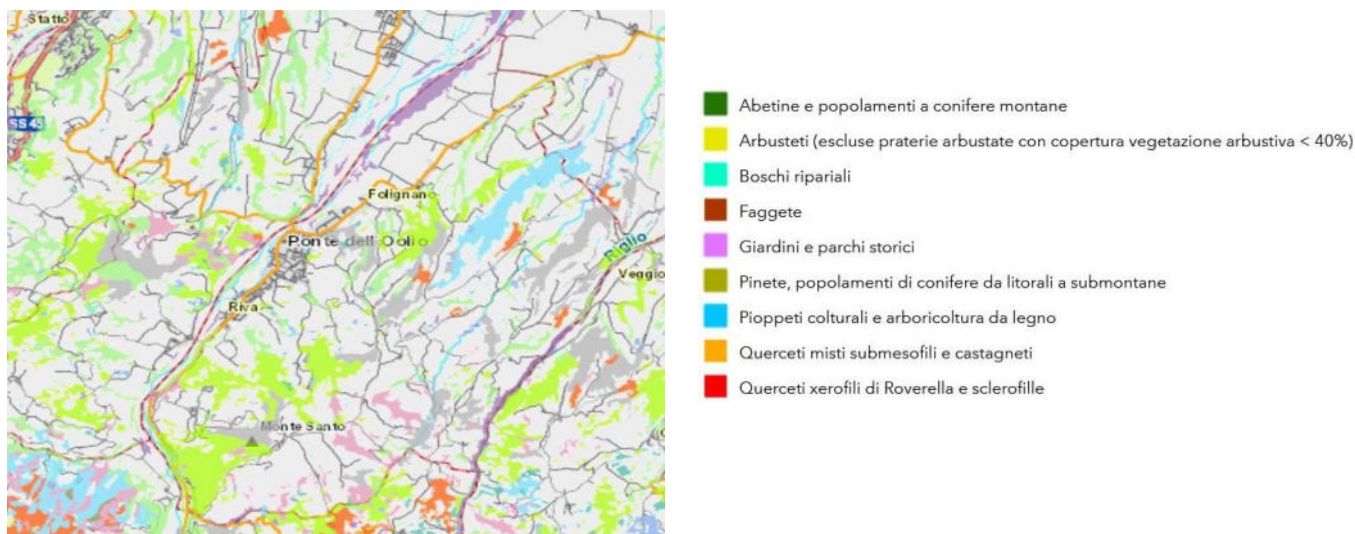 Statto
SS 45
Folignano
Ponte dell'Oolio
Riglio
Veggio
Riva
Monte Santo
Abetine e popolamenti a conifere montane
Arbusteti (escluse praterie arbustate con copertura vegetazione arbustiva < 40%)
Boschi ripariali
Faggete
Giardini e parchi storici
Pinete, popolamenti di conifere da litorali a submontane
Pioppeti colturali e arboricoltura da legno
Querceti misti submesofili e castagneti
Querceti xerofili di Roverella e sclerofille